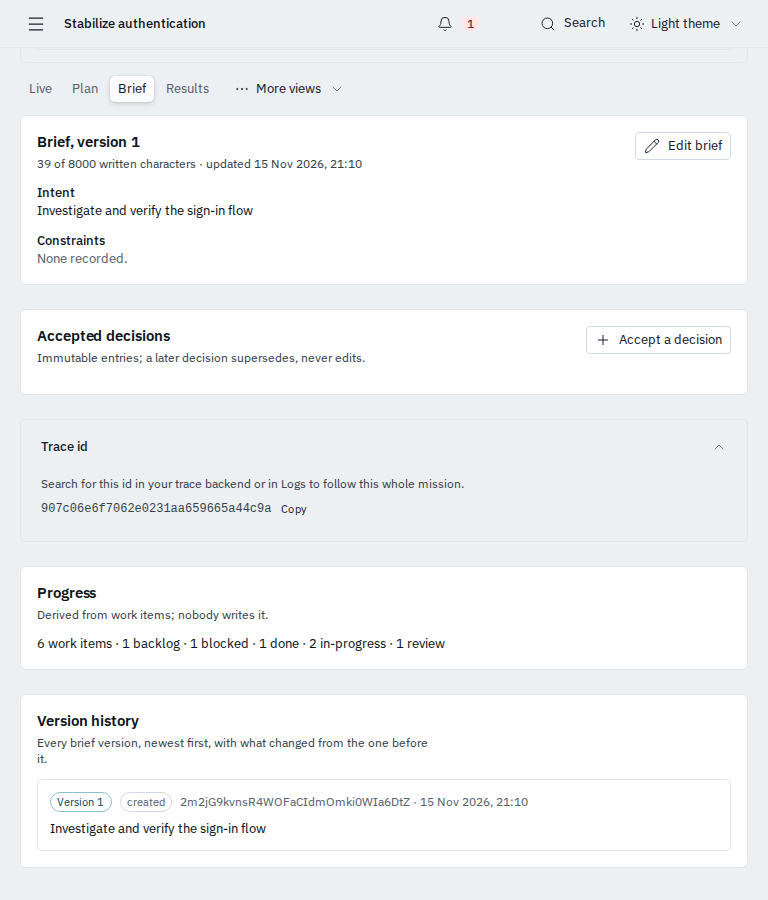 Stabilize authentication
1
Search
Light theme
Live
Plan
Brief
Results
More views
Brief, version 1
Edit brief
39 of 8000 written characters · updated 15 Nov 2026, 21:10
Intent
Investigate and verify the sign-in flow
Constraints
None recorded.
Accepted decisions
Accept a decision
Immutable entries; a later decision supersedes, never edits.
Trace id
Search for this id in your trace backend or in Logs to follow this whole mission.
907c06e6f7062e0231aa659665a44c9a Copy
Progress
Derived from work items; nobody writes it.
6 work items · 1 backlog · 1 blocked · 1 done · 2 in-progress · 1 review
Version history
Every brief version, newest first, with what changed from the one before
it.
Version 1 created 2m2jG9kvnsR4WOFaCIdmOmki0WIa6DtZ · 15 Nov 2026, 21:10
Investigate and verify the sign-in flow